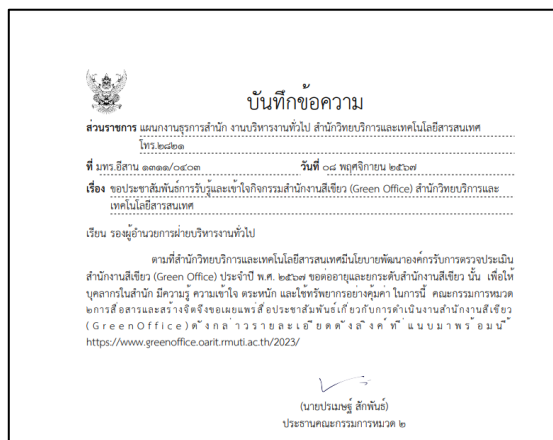 บันทึกข้อความ
ส่วนราชการ แผนกงานธุรการสำนัก งานบริหารงานทั่วไป สำนักวิทยบริการและเทคโนโลยีสารสนเทศ
โทร.๒๘๒๑
ที่ มทร.อีสาน ๑๓๑๑/๐๔๐๓ วันที่ ๐๘ พฤศจิกายน ๒๕๖๗
เรื่อง ขอประชาสัมพันธ์การรับรู้และเข้าใจกิจกรรมสำนักงานสีเขียว (Green Office) สำนักวิทยบริการและ
เทคโนโลยีสารสนเทศ
เรียน รองผู้อำนวยการฝ่ายบริหารงานทั่วไป
ตามที่สำนักวิทยบริการและเทคโนโลยีสารสนเทศมีนโยบายพัฒนาองค์กรรับการตรวจประเมิน
สำนักงานสีเขียว (Green Office) ประจำปี พ.ศ. ๒๕๖๗ ขอต่ออายุและยกระดับสำนักงานสีเขียว นั้น เพื่อให้
บุคลากรในสำนัก มีความรู้ ความเข้าใจ ตระหนัก และใช้ทรัพยากรอย่างคุ้มค่า ในการนี้ คณะกรรมการหมวด
๒การสื่อสารและสร้างจิตจึงขอเผยแพร่สื่อประชาสัมพันธ์เกี่ยวกับการดำเนินงานสำนักงานสีเขียว
(GreenOffice)ดังกล่าวรายละเอียดดังลิงค์ที่แนบมาพร้อมนี้
https://www.greenoffice.oarit.rmuti.ac.th/2023/
(นายปรเมษฐ์ สักพันธ์)
ประธานคณะกรรมการหมวด ๒